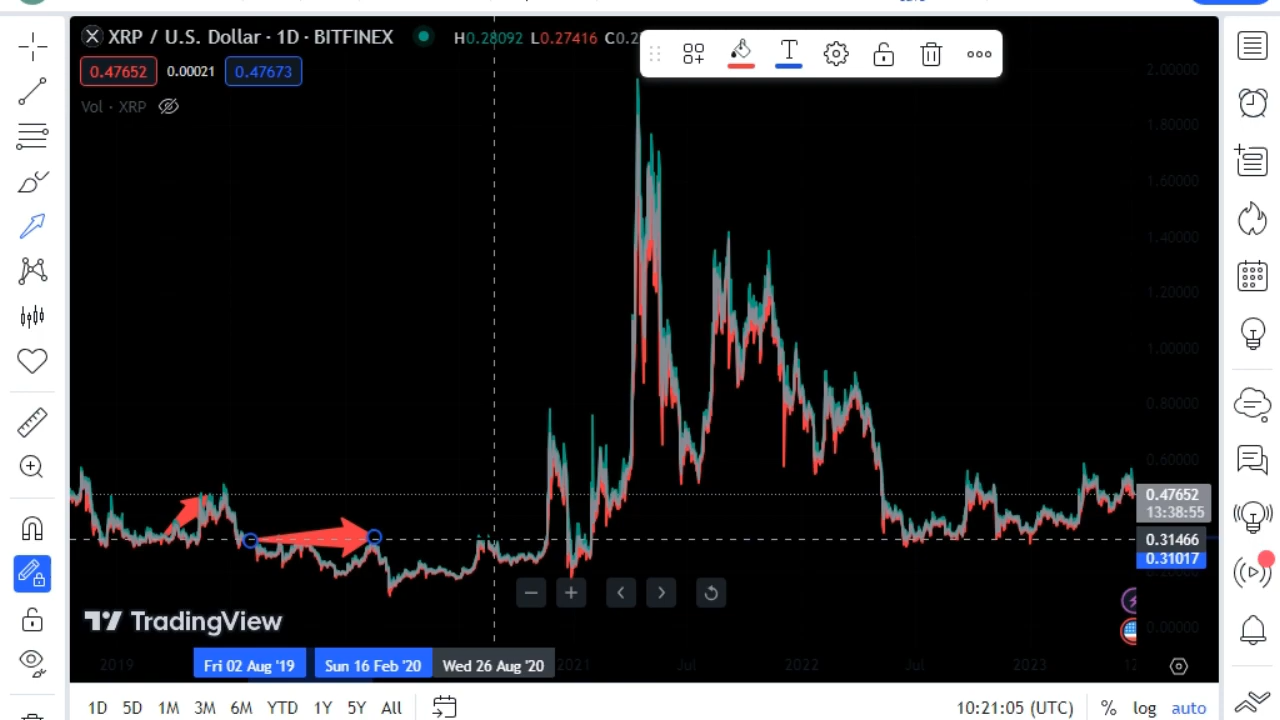 XRP / U.S. Dollar · 1D · BITFINEX
H0.28092 L0.27416 C0.2
0.47652 0.00021 0.47673
Vol · XRP
2.00000
1.80000
1.60000
1.40000
1.20000
1.00000
0.80000
0.60000
0.47652
13:38:55
0.31466
0.31017
0.00000
TradingView
2019 2021 Jul 2022 Jul 2023 12
Fri 02 Aug '19 Sun 16 Feb '20 Wed 26 Aug '20
1D 5D 1M 3M 6M YTD 1Y 5Y All 10:21:05 (UTC) % log auto